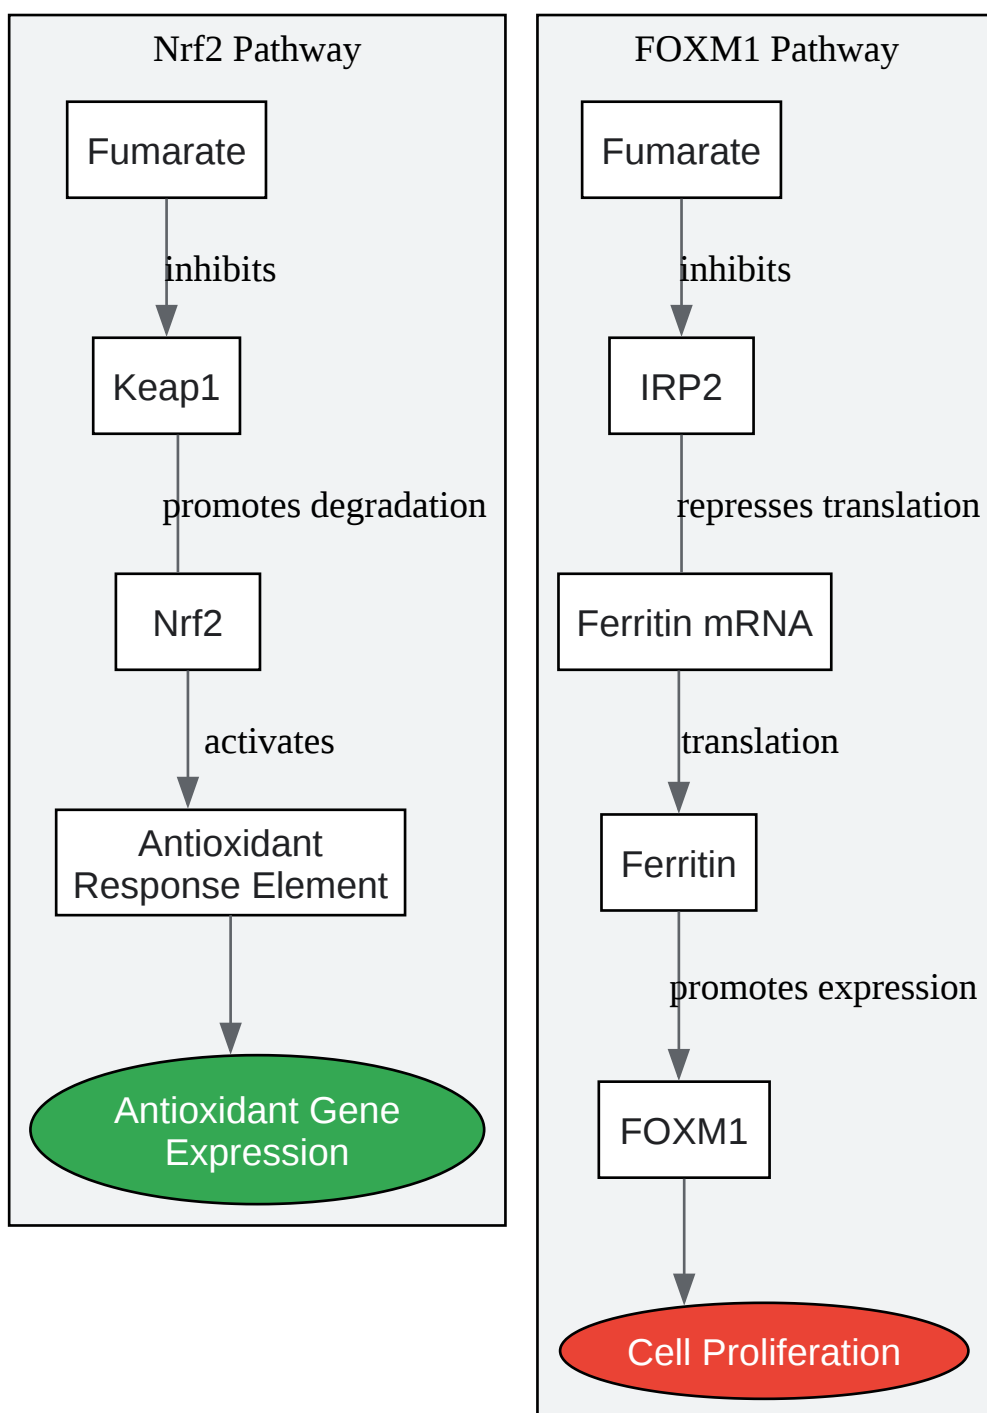 Nrf2 Pathway
Fumarate
inhibits
Keap1
promotes degradation
Nrf2
activates
Antioxidant
Response Element
Antioxidant Gene
Expression
FOXM1 Pathway
Fumarate
inhibits
IRP2
represses translation
Ferritin mRNA
translation
Ferritin
promotes expression
FOXM1
Cell Proliferation